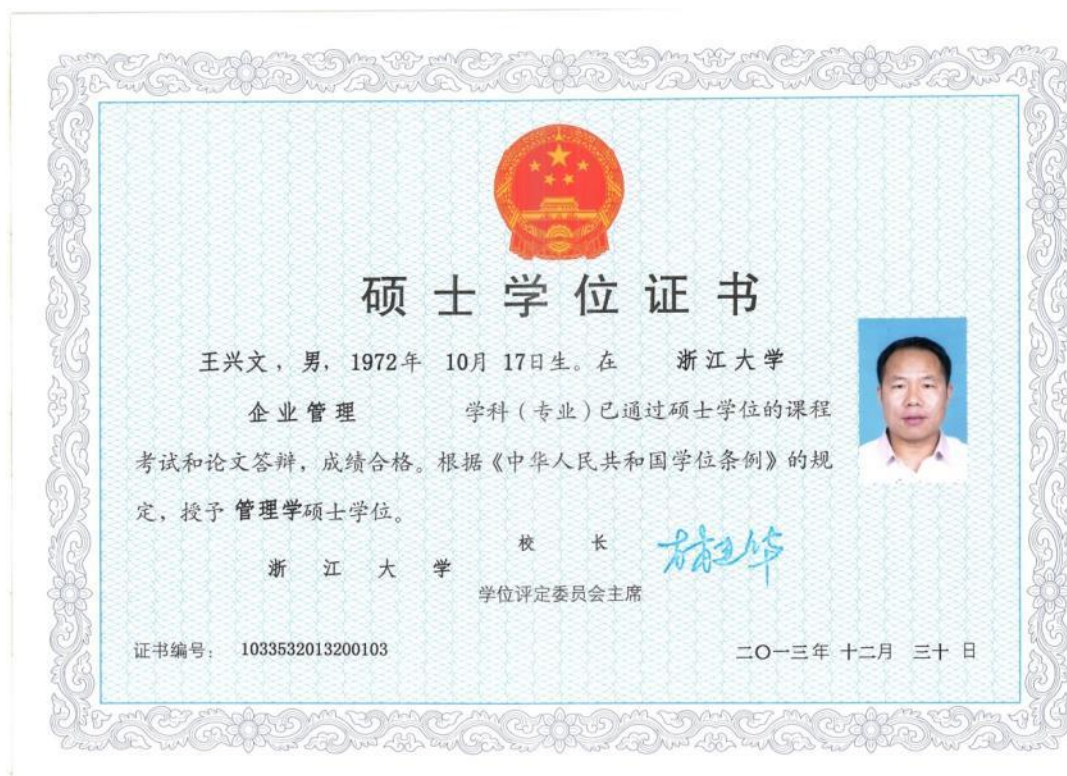 硕士学位证书
王兴文，男，1972年 10月 17日生。在 浙江大学
企业管理 学科（专业）已通过硕士学位的课程
考试和论文答辩，成绩合格。根据《中华人民共和国学位条例》的规
定，授予 管理学硕士学位。
校 长
浙 江 大 学
学位评定委员会主席
证书编号： 1033532013200103
二〇一三年 十二月 三十 日